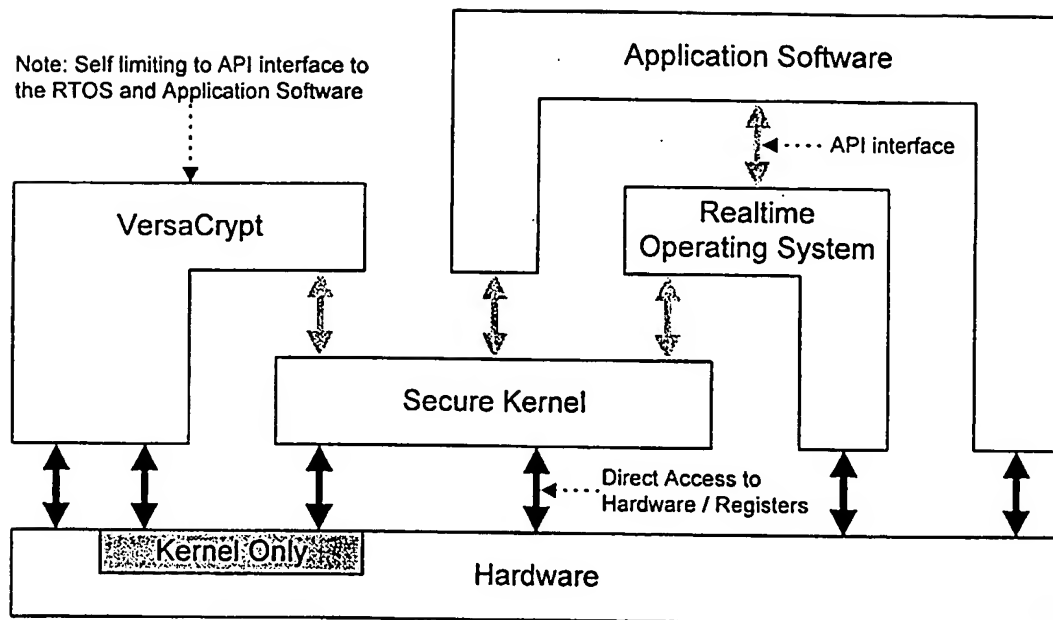 Note: Self limiting to API interface to
the RTOS and Application Software
Application Software
API interface
VersaCrypt
Realtime
Operating System
Secure Kernel
Direct Access to
Hardware / Registers
Kernel Only
Hardware